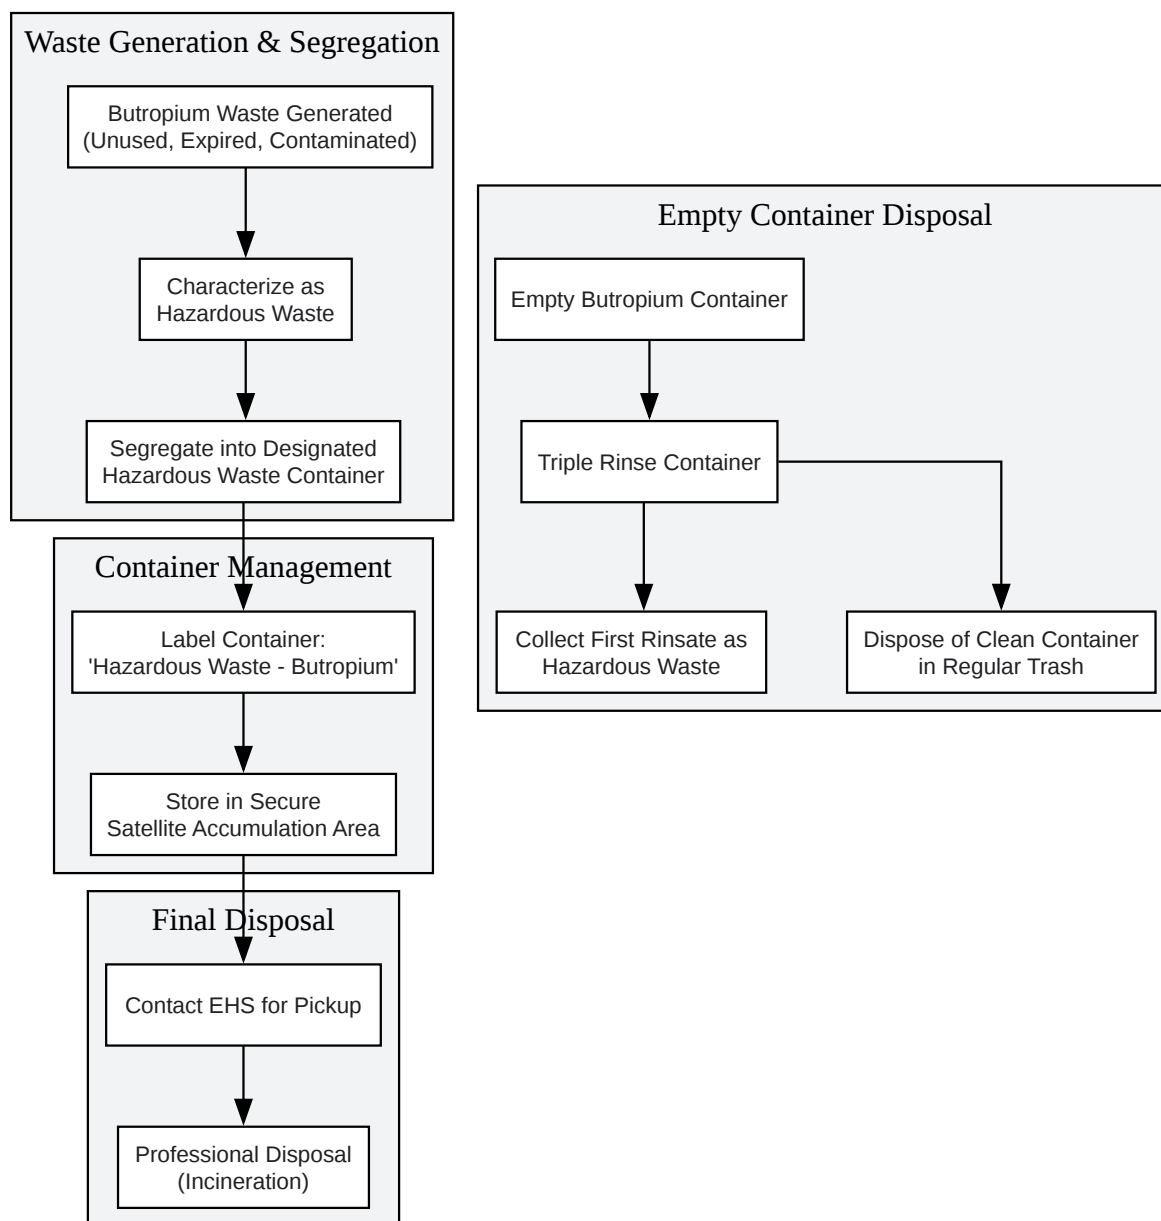 Waste Generation & Segregation
Butropium Waste Generated
(Unused, Expired, Contaminated)
Characterize as
Hazardous Waste
Segregate into Designated
Hazardous Waste Container
Container Management
Label Container:
'Hazardous Waste - Butropium'
Store in Secure
Satellite Accumulation Area
Final Disposal
Contact EHS for Pickup
Professional Disposal
(Incineration)
Empty Container Disposal
Empty Butropium Container
Triple Rinse Container
Collect First Rinsate as
Hazardous Waste
Dispose of Clean Container
in Regular Trash